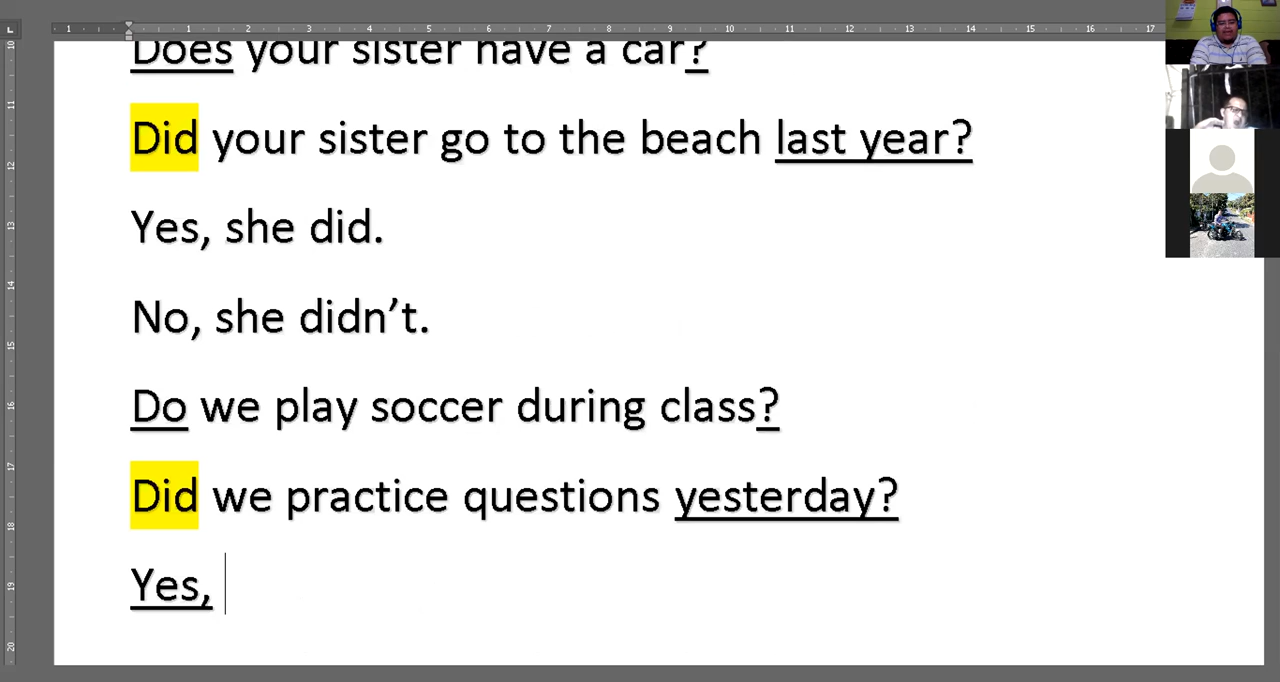 Does your sister have a car?
Did your sister go to the beach last year?
Yes, she did.
No, she didn’t.
Do we play soccer during class?
Did we practice questions yesterday?
Yes,